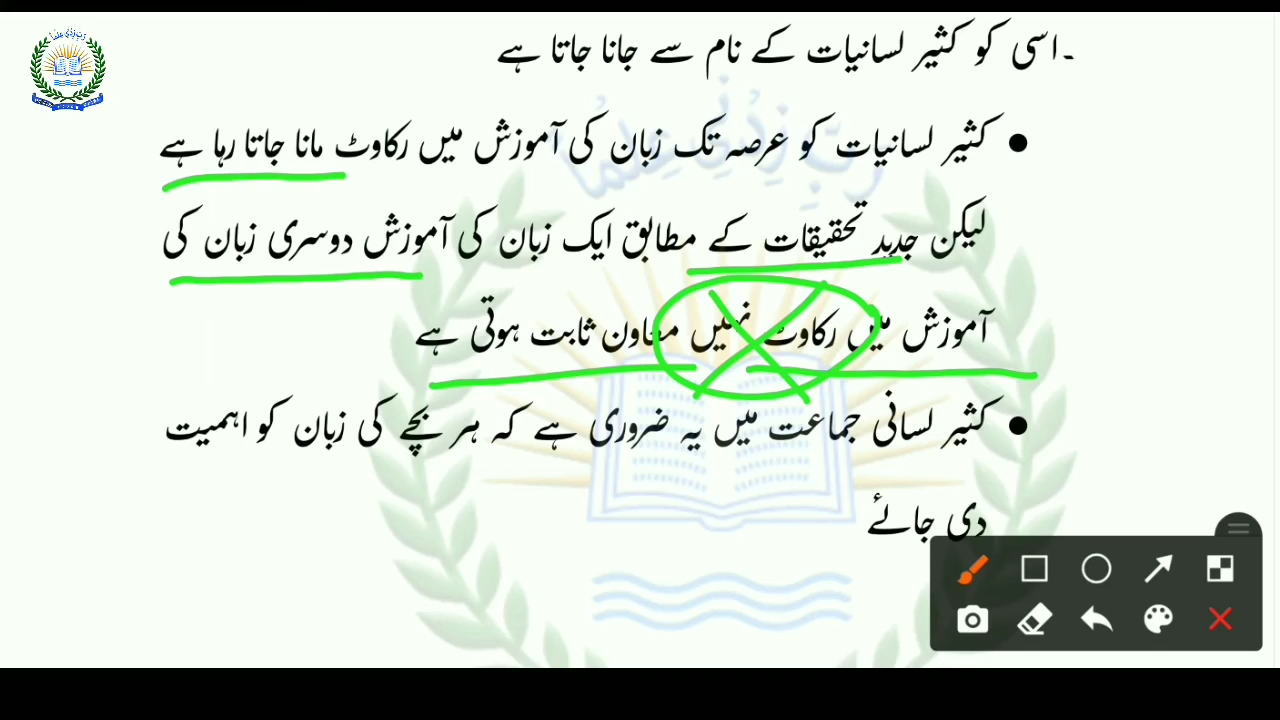 ۔اسی کو کثیر لسانیات کے نام سے جانا جاتا ہے
● کثیر لسانیات کو عرصہ تک زبان کی آموزش میں رکاوٹ مانا جاتا رہا ہے
لیکن جدید تحقیقات کے مطابق ایک زبان کی آموزش دوسری زبان کی
آموزش میں رکاوٹ نہیں معاون ثابت ہوتی ہے
● کثیر لسانی جماعت میں یہ ضروری ہے کہ ہر بچے کی زبان کو اہمیت
دی جائے